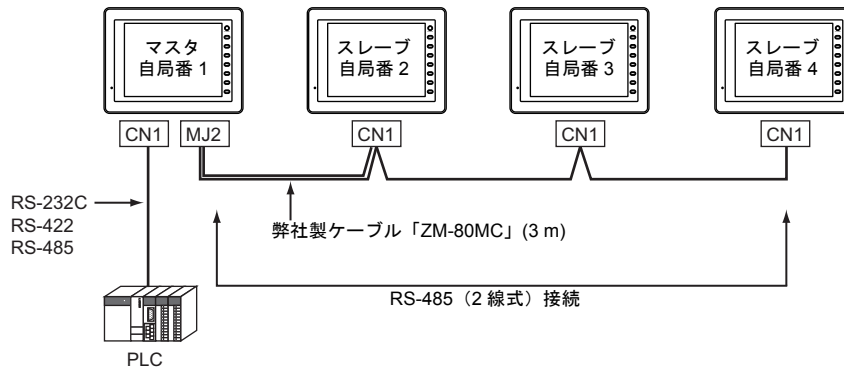 マスタ
自局番 1
スレーブ
自局番 2
スレーブ
自局番 3
スレーブ
自局番 4
CN1
MJ2
CN1
CN1
CN1
RS-232C
RS-422
RS-485
弊社製ケーブル「ZM-80MC」(3 m)
RS-485（2 線式）接続
PLC